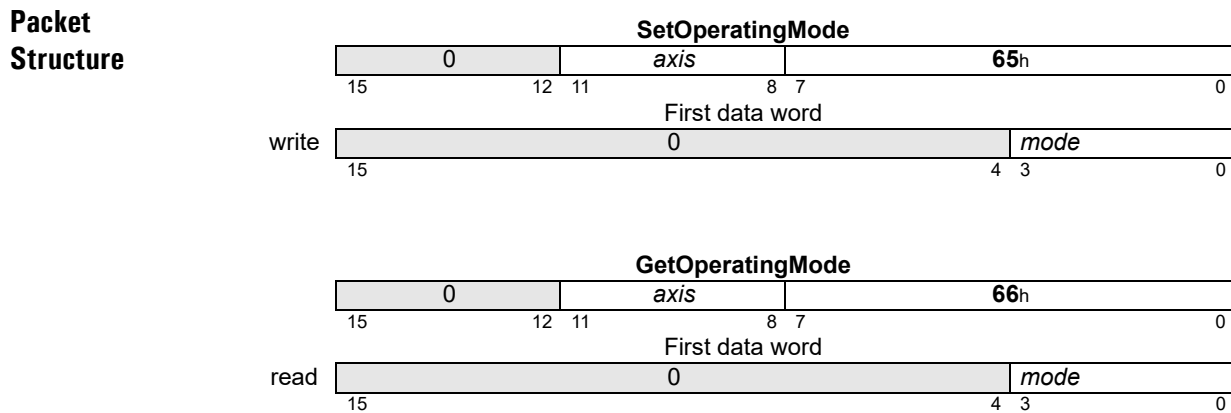 Packet
Structure
SetOperatingMode
0 axis 65h
15 12 11 8 7 0
First data word
write 0 mode
15 4 3 0
GetOperatingMode
0 axis 66h
15 12 11 8 7 0
First data word
read 0 mode
15 4 3 0